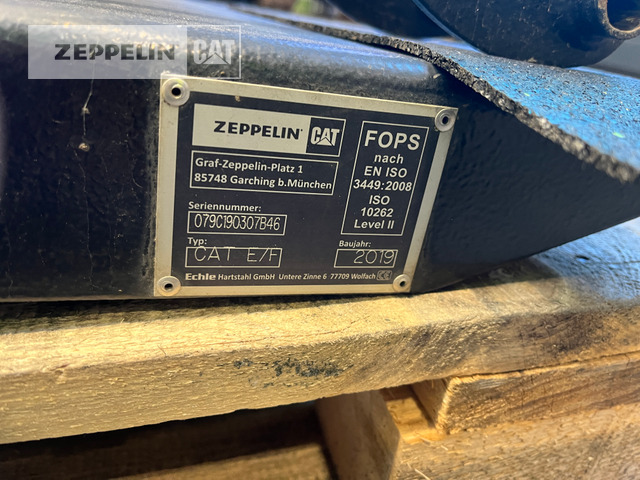 ZEPPELIN CAT
ZEPPELIN CAT
Graf-Zeppelin-Platz 1
85748 Garching b.München
FOPS
nach
EN ISO
3449:2008
ISO
10262
Level II
Seriennummer:
079C190307B46
Typ:
CAT E/F
Baujahr:
2019
Echle Hartstahl GmbH Untere Zinne 6 77709 Wolfach CE